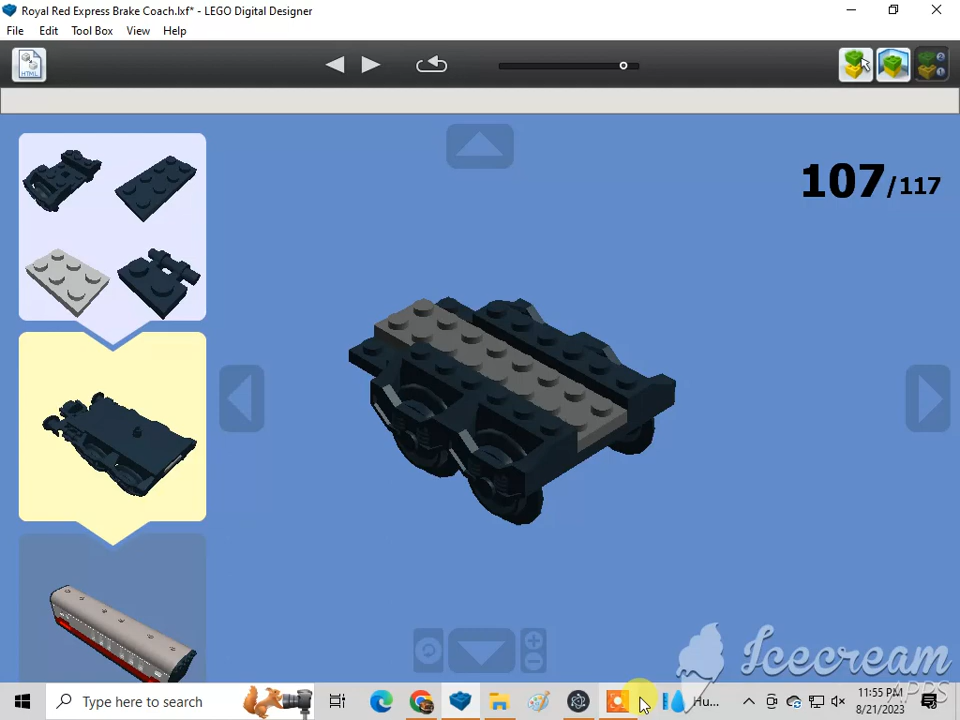 Royal Red Express Brake Coach.lxf* - LEGO Digital Designer
File Edit Tool Box View Help
HTML
107/117
Icecream
APPS
Type here to search
Hu...
11:55 PM
8/21/2023